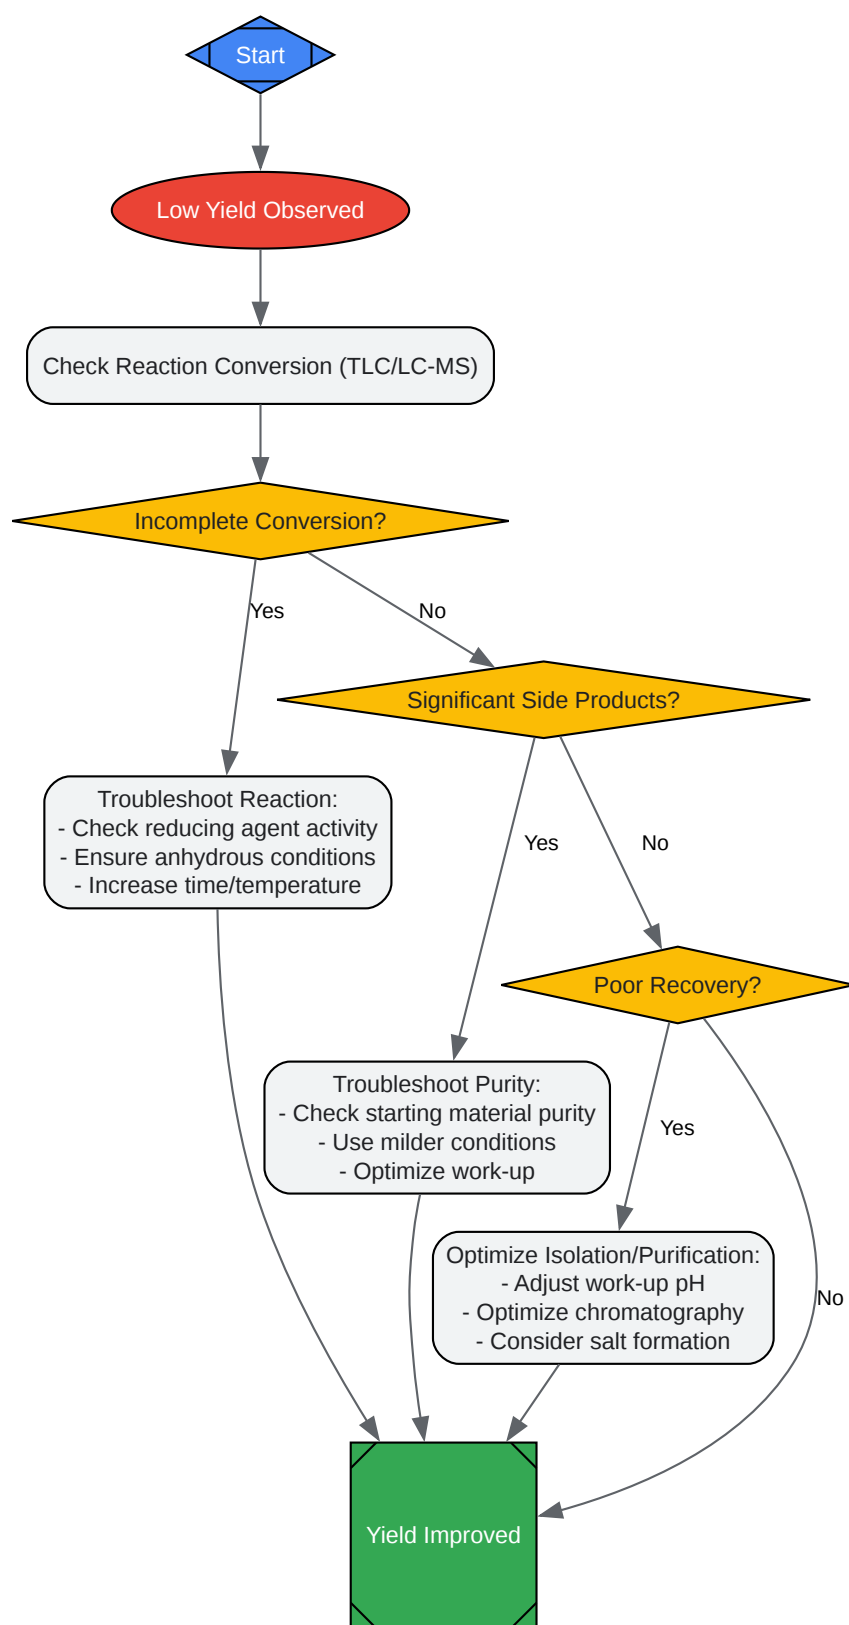 Start
Low Yield Observed
Check Reaction Conversion (TLC/LC-MS)
Incomplete Conversion?
Yes
No
Significant Side Products?
Troubleshoot Reaction:
- Check reducing agent activity
- Ensure anhydrous conditions
- Increase time/temperature
Yes
No
Poor Recovery?
Troubleshoot Purity:
- Check starting material purity
- Use milder conditions
- Optimize work-up
Yes
Optimize Isolation/Purification:
- Adjust work-up pH
- Optimize chromatography
- Consider salt formation
No
Yield Improved